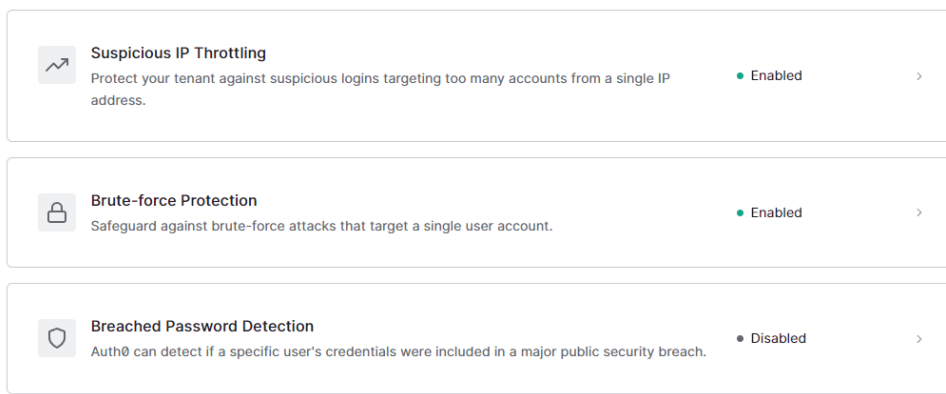 Suspicious IP Throttling
Protect your tenant against suspicious logins targeting too many accounts from a single IP
address.
Enabled
Brute-force Protection
Safeguard against brute-force attacks that target a single user account.
Enabled
Breached Password Detection
Auth0 can detect if a specific user's credentials were included in a major public security breach.
Disabled